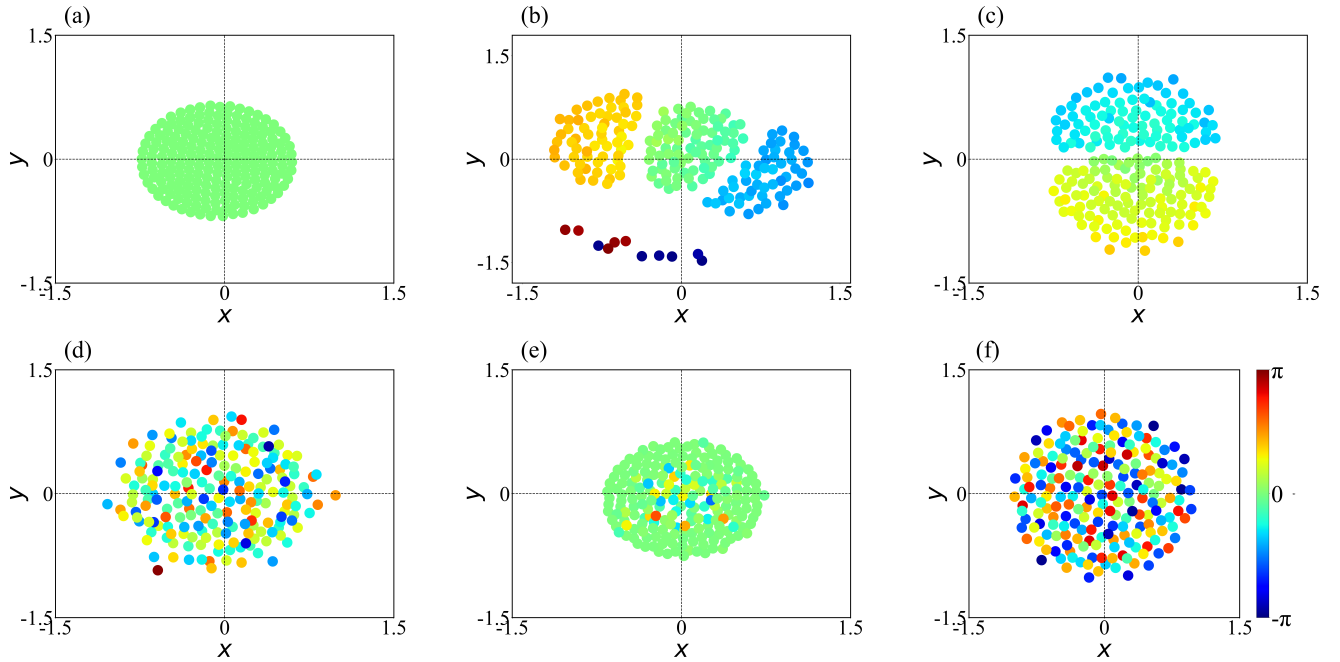 (a) (b) (c)
1.5 1.5 1.5
y 0 y 0 y 0
-1.5 -1.5 -1.5
-1.5 0 1.5 -1.5 0 1.5 -1.5 0 1.5
x x x
(d) (e) (f)
1.5 1.5 1.5 π
y 0 y 0 y 0 0
-1.5 -1.5 -1.5 -π
-1.5 0 1.5 -1.5 0 1.5 -1.5 0 1.5
x x x